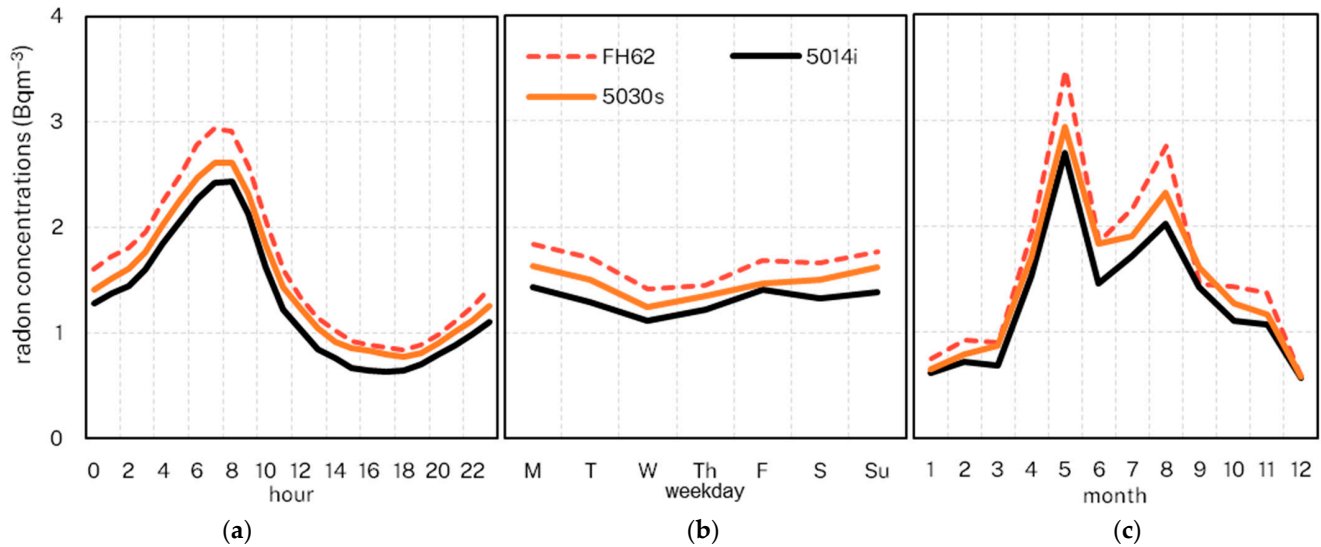 radon concentrations (Bqm⁻³)
4
3
2
1
0
FH62
5014i
5030s
0 2 4 6 8 10 12 14 16 18 20 22
hour
M T W Th F S Su
weekday
1 2 3 4 5 6 7 8 9 10 11 12
month
(a) (b) (c)